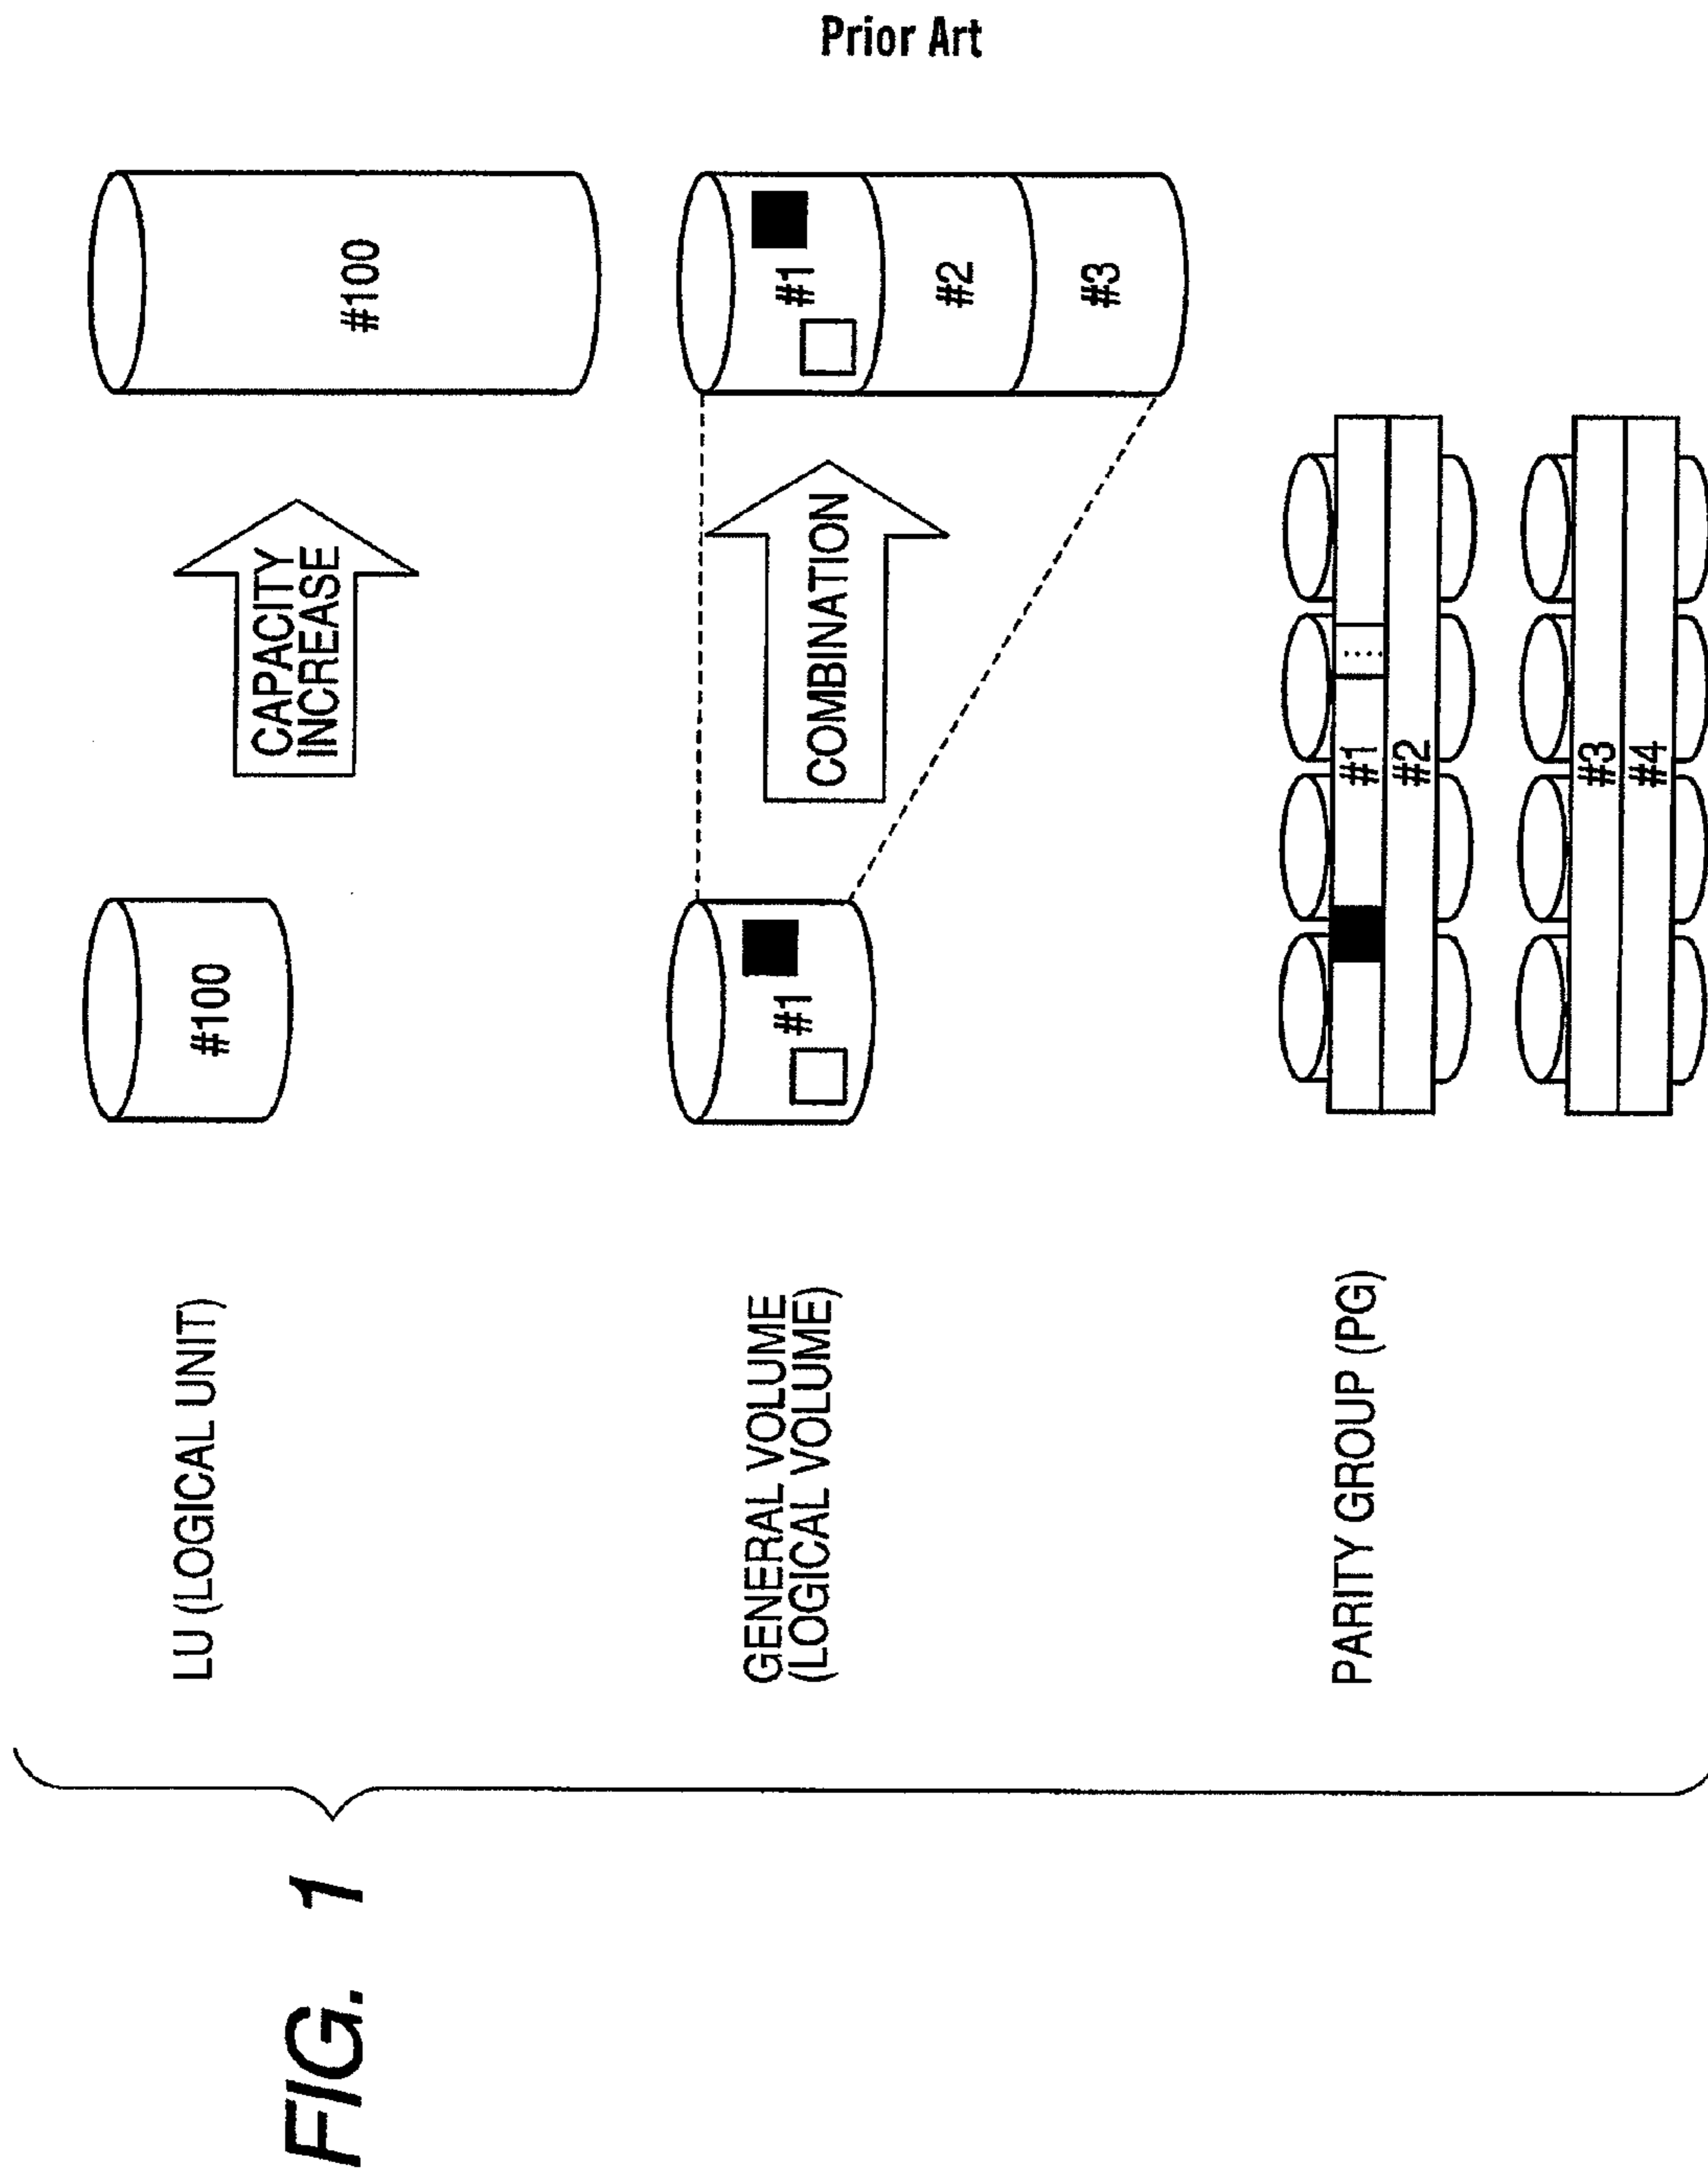 Prior Art
FIG. 1
LU (LOGICAL UNIT)
#100
CAPACITY
INCREASE
#100
GENERAL VOLUME
(LOGICAL VOLUME)
#1
COMBINATION
#1
#2
#3
PARITY GROUP (PG)
#1
#2
#3
#4